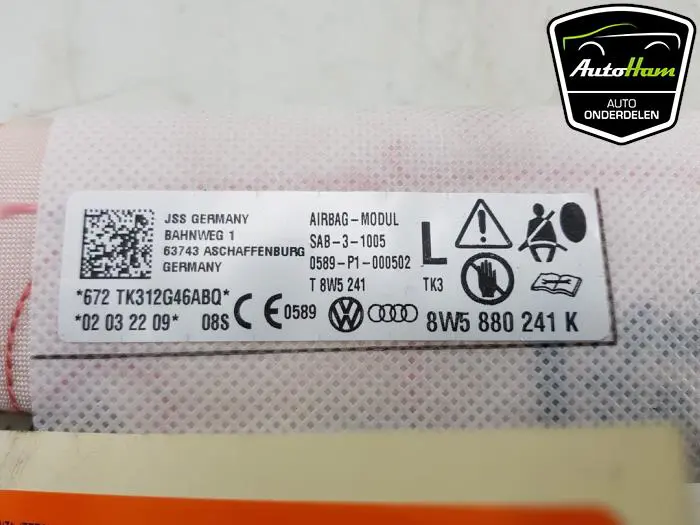 AutoHam
AUTO
ONDERDELEN
JSS GERMANY
BAHNWEG 1
63743 ASCHAFFENBURG
GERMANY
AIRBAG-MODUL
SAB-3-1005
0589-P1-000502
T 8W5 241
L
TK3
*672 TK312G46ABQ*
*02 03 22 09* 08S
CE 0589
VW
8W5 880 241 K